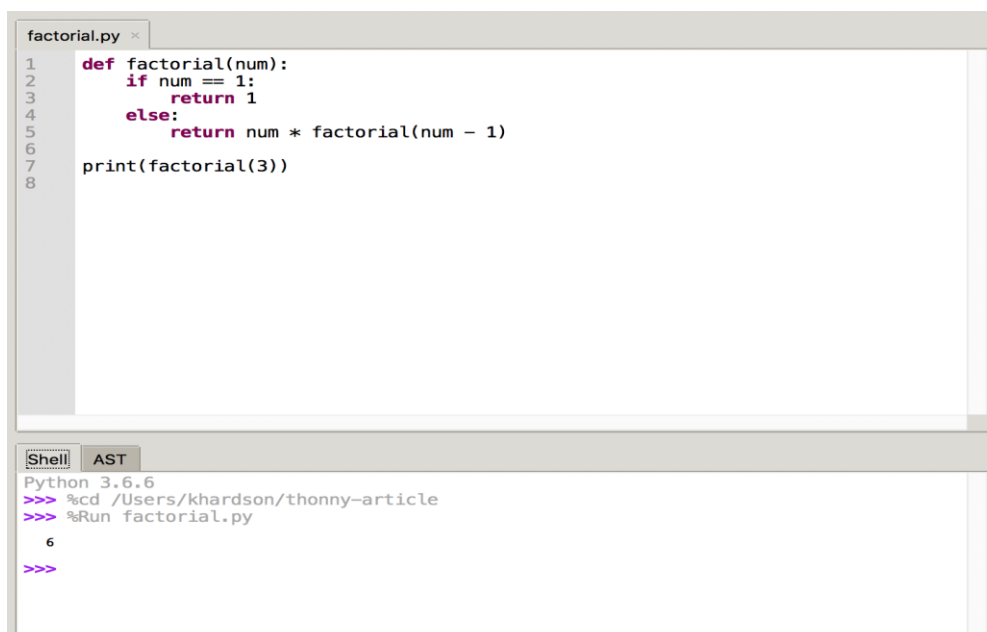 factorial.py ×
1 def factorial(num):
2     if num == 1:
3         return 1
4     else:
5         return num * factorial(num − 1)
6
7 print(factorial(3))
8
Shell AST
Python 3.6.6
>>> %cd /Users/khardson/thonny-article
>>> %Run factorial.py
6
>>>